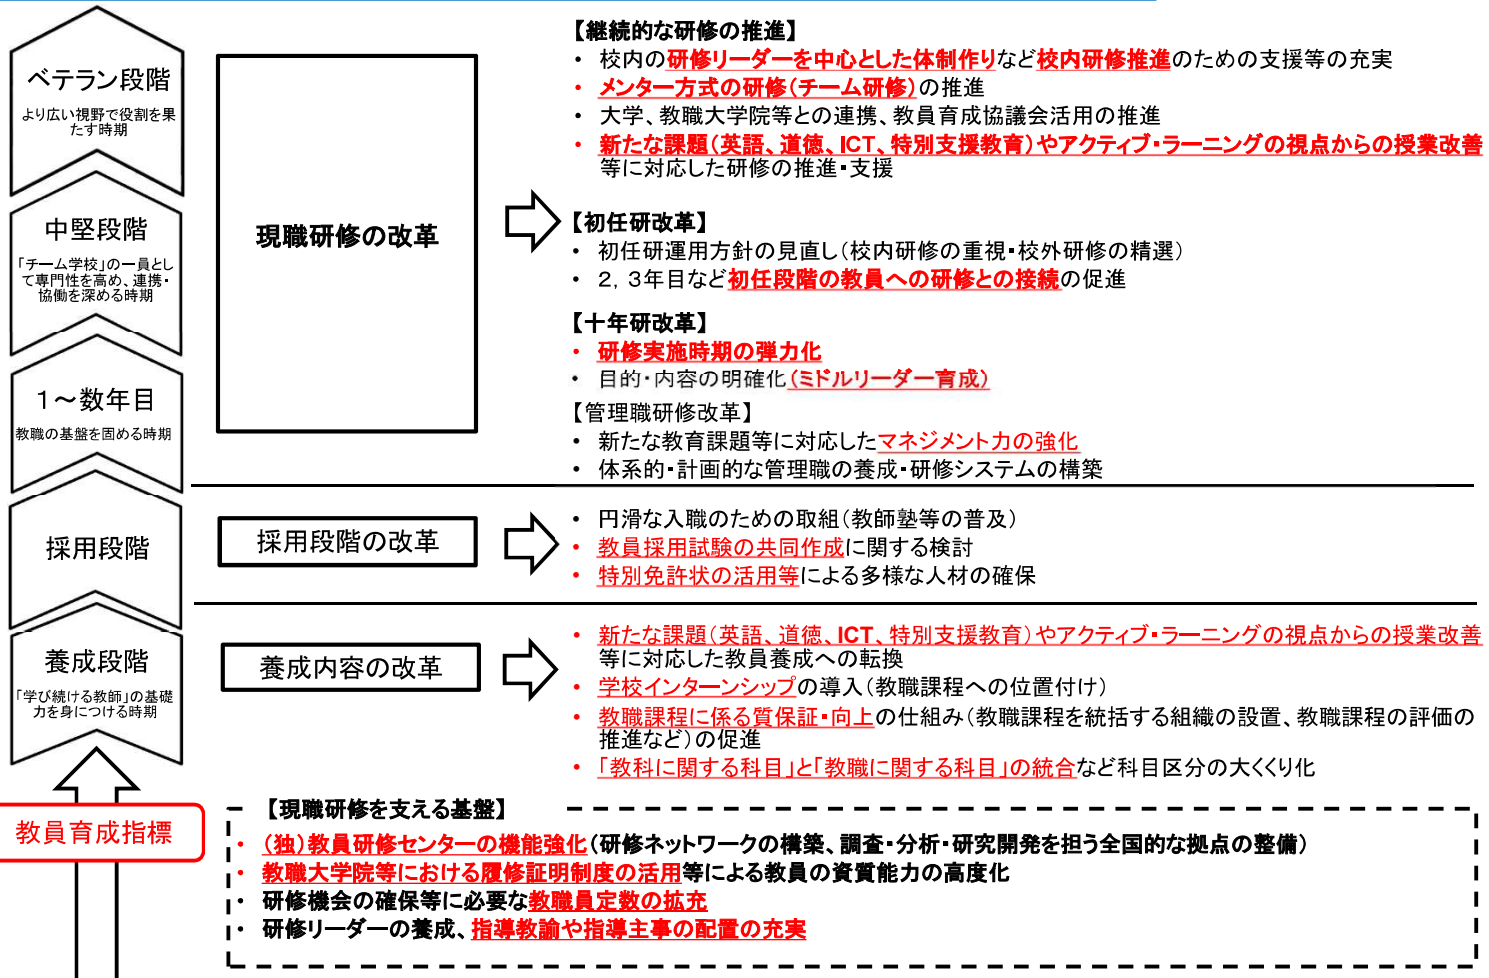 ベテラン段階
より広い視野で役割を果
たす時期
中堅段階
「チーム学校」の一員とし
て専門性を高め、連携・
協働を深める時期
1～数年目
教職の基盤を固める時期
採用段階
養成段階
「学び続ける教師」の基礎
力を身につける時期
教員育成指標
現職研修の改革
【継続的な研修の推進】
・ 校内の研修リーダーを中心とした体制作りなど校内研修推進のための支援等の充実
・ メンター方式の研修（チーム研修）の推進
・ 大学、教職大学院等との連携、教員育成協議会活用の推進
・ 新たな課題（英語、道徳、ICT、特別支援教育）やアクティブ・ラーニングの視点からの授業改善
等に対応した研修の推進・支援
【初任研改革】
・ 初任研運用方針の見直し（校内研修の重視・校外研修の精選）
・ 2，3年目など初任段階の教員への研修との接続の促進
【十年研改革】
・ 研修実施時期の弾力化
・ 目的・内容の明確化（ミドルリーダー育成）
【管理職研修改革】
・ 新たな教育課題等に対応したマネジメント力の強化
・ 体系的・計画的な管理職の養成・研修システムの構築
採用段階の改革
・ 円滑な入職のための取組（教師塾等の普及）
・ 教員採用試験の共同作成に関する検討
・ 特別免許状の活用等による多様な人材の確保
養成内容の改革
・ 新たな課題（英語、道徳、ICT、特別支援教育）やアクティブ・ラーニングの視点からの授業改善
等に対応した教員養成への転換
・ 学校インターンシップの導入（教職課程への位置付け）
・ 教職課程に係る質保証・向上の仕組み（教職課程を統括する組織の設置、教職課程の評価の
推進など）の促進
・ 「教科に関する科目」と「教職に関する科目」の統合など科目区分の大くくり化
【現職研修を支える基盤】
・ （独）教員研修センターの機能強化（研修ネットワークの構築、調査・分析・研究開発を担う全国的な拠点の整備）
・ 教職大学院等における履修証明制度の活用等による教員の資質能力の高度化
・ 研修機会の確保等に必要な教職員定数の拡充
・ 研修リーダーの養成、指導教諭や指導主事の配置の充実